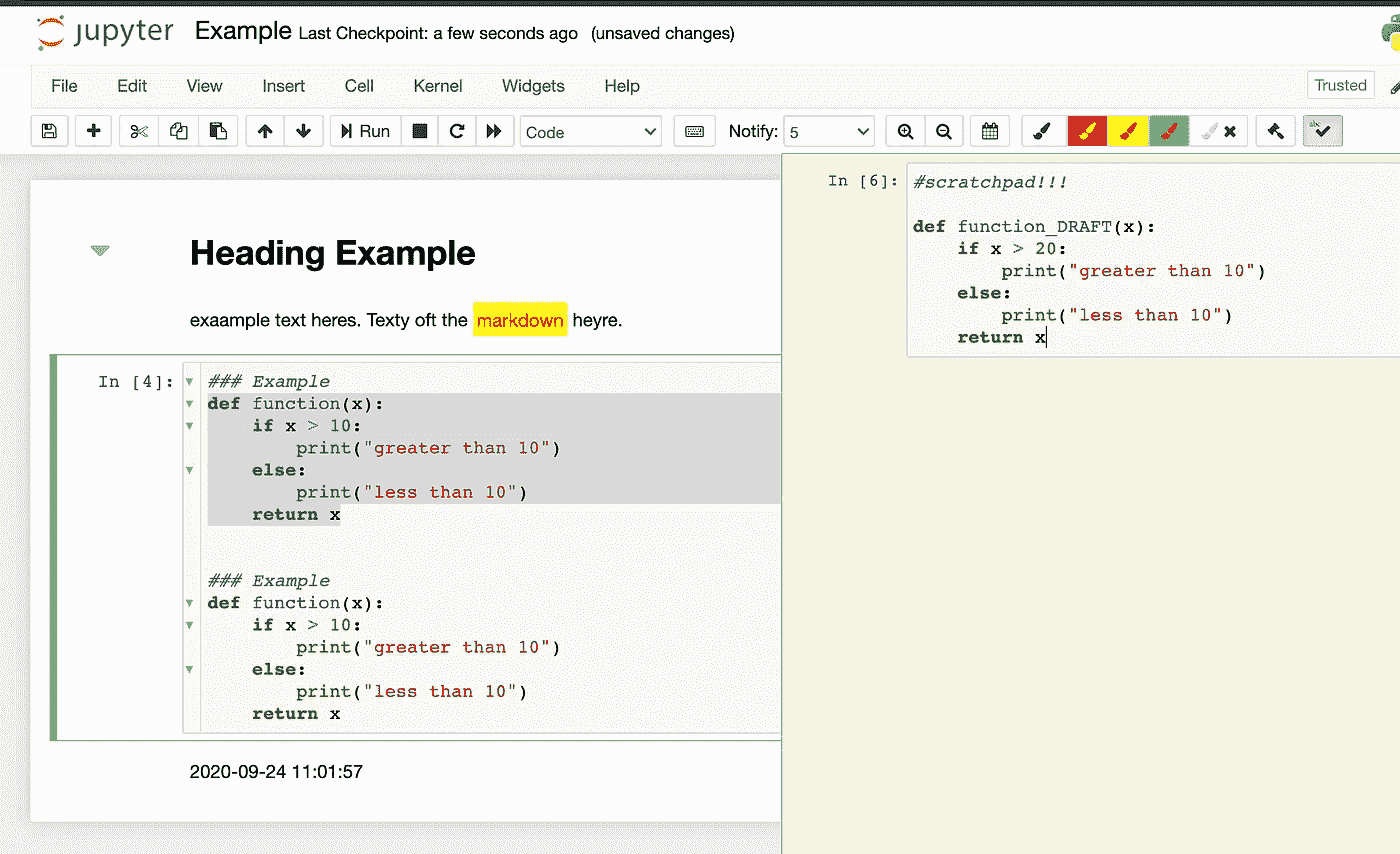 jupyter Example Last Checkpoint: a few seconds ago (unsaved changes)
File Edit View Insert Cell Kernel Widgets Help Trusted
Run Code Notify: 5 abc
Heading Example
exaample text heres. Texty oft the markdown heyre.
In [4]: ### Example
def function(x):
    if x > 10:
        print("greater than 10")
    else:
        print("less than 10")
    return x
### Example
def function(x):
    if x > 10:
        print("greater than 10")
    else:
        print("less than 10")
    return x
2020-09-24 11:01:57
In [6]: #scratchpad!!!
def function_DRAFT(x):
    if x > 20:
        print("greater than 10")
    else:
        print("less than 10")
    return x